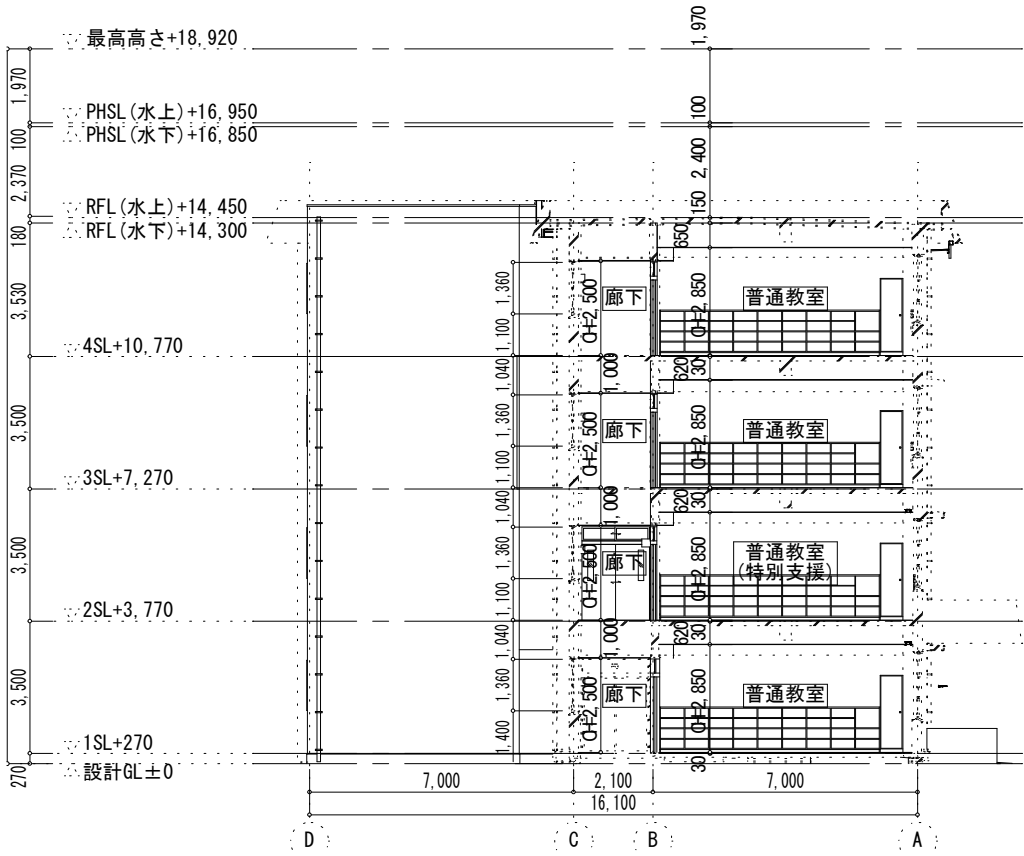 最高高さ+18,920
PHSL(水上)+16,950
PHSL(水下)+16,850
RFL(水上)+14,450
RFL(水下)+14,300
4SL+10,770
3SL+7,270
2SL+3,770
1SL+270
設計GL±0
1,970
100
2,370
180
3,530
3,500
3,500
3,500
270
1,970
100
2,400
150
650
1,360
1,100
1,040
CH=2,500
廊下
CH=2,850
普通教室
1,000
620
30
1,360
1,100
1,040
CH=2,500
廊下
CH=2,850
普通教室
1,000
620
30
1,360
1,100
1,040
CH=2,500
廊下
CH=2,850
普通教室
(特別支援)
1,000
620
30
1,360
1,400
CH=2,500
廊下
CH=2,850
普通教室
30
7,000
2,100
7,000
16,100
D
C
B
A